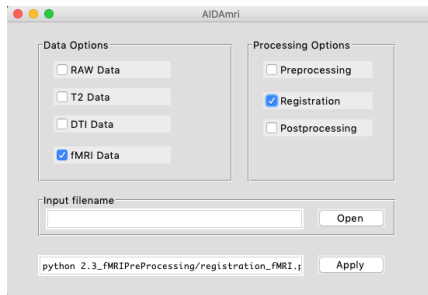 AIDAmri
Data Options
RAW Data
T2 Data
DTI Data
fMRI Data
Processing Options
Preprocessing
Registration
Postprocessing
Input filename
Open
python 2.3_fMRIPreProcessing/registration_fMRI.p
Apply